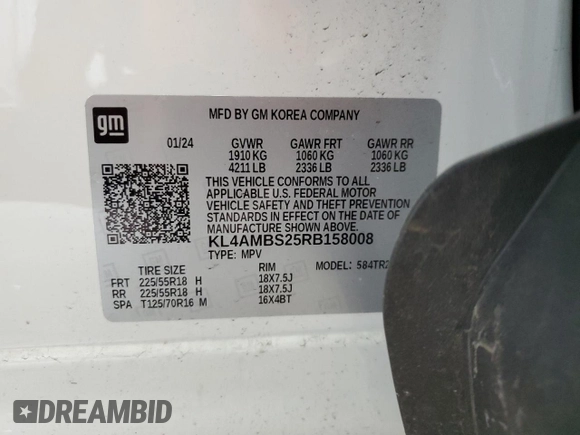 gm
MFD BY GM KOREA COMPANY
01/24 GVWR GAWR FRT GAWR RR
1910 KG 1060 KG 1060 KG
4211 LB 2336 LB 2336 LB
THIS VEHICLE CONFORMS TO ALL
APPLICABLE U.S. FEDERAL MOTOR
VEHICLE SAFETY AND THEFT PREVENTION
STANDARDS IN EFFECT ON THE DATE OF
MANUFACTURE SHOWN ABOVE.
KL4AMBS25RB158008
TYPE: MPV MODEL: 584TR2
TIRE SIZE RIM
FRT 225/55R18 H 18X7.5J
RR 225/55R18 H 18X7.5J
SPA T125/70R16 M 16X4BT
DREAMBID